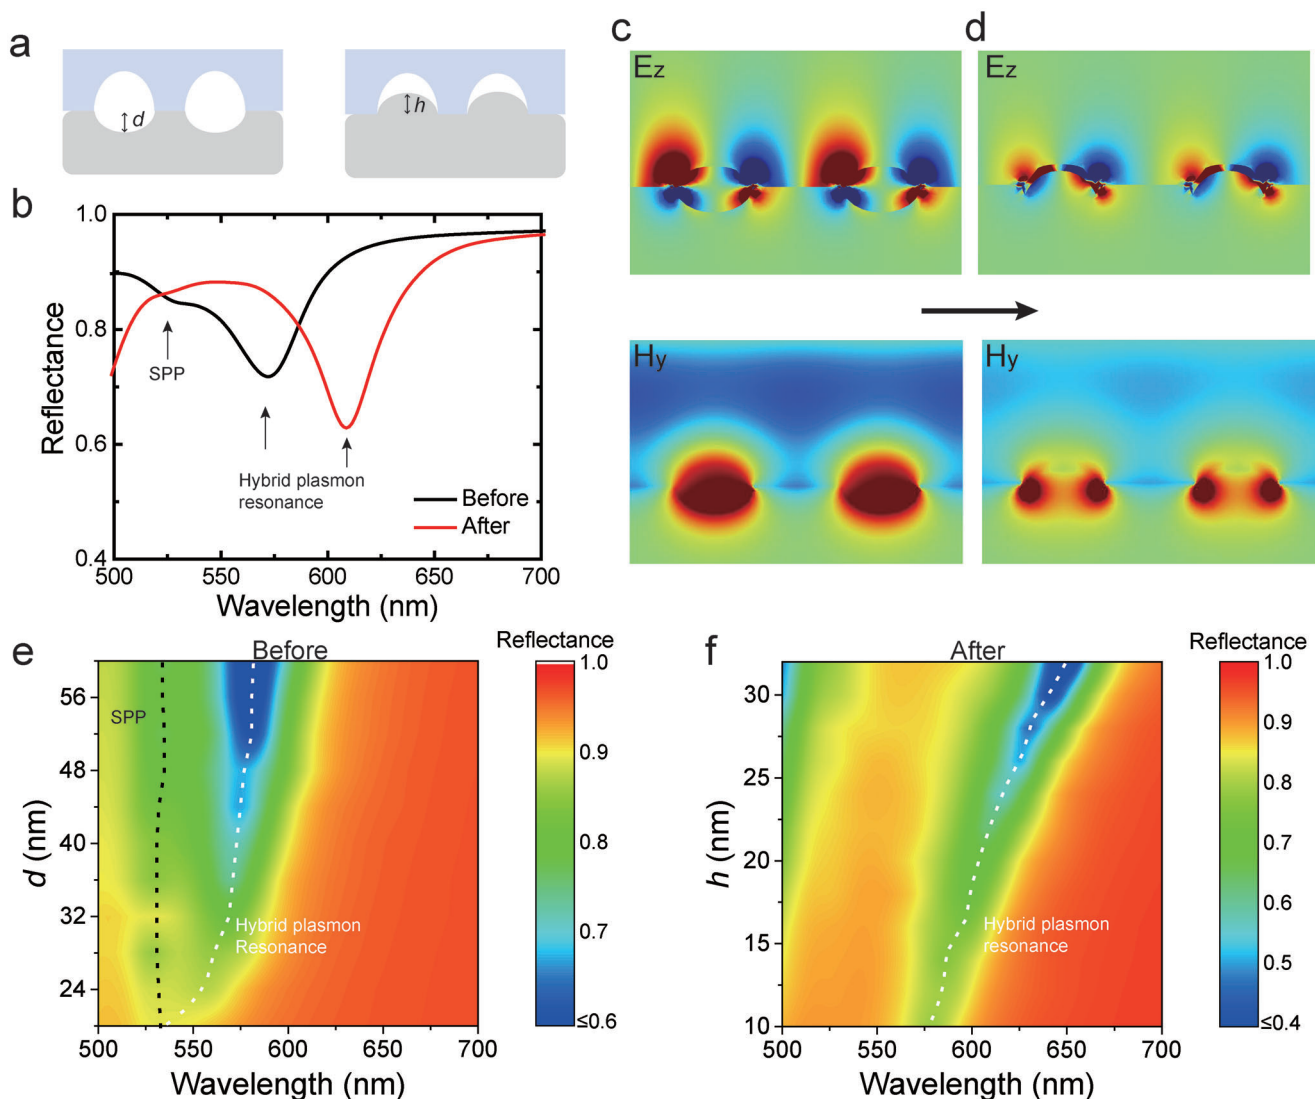 a
d
h
b
1.0
0.8
0.6
0.4
Reflectance
SPP
Hybrid plasmon
resonance
Before
After
500
550
600
650
700
Wavelength (nm)
c
Ez
Hy
d
Ez
Hy
e
Before
Reflectance
SPP
Hybrid plasmon
Resonance
56
48
40
32
24
d (nm)
500
550
600
650
700
Wavelength (nm)
1.0
0.9
0.8
0.7
≤0.6
f
After
Reflectance
Hybrid plasmon
resonance
30
25
20
15
10
h (nm)
500
550
600
650
700
Wavelength (nm)
1.0
0.9
0.8
0.7
0.6
0.5
≤0.4